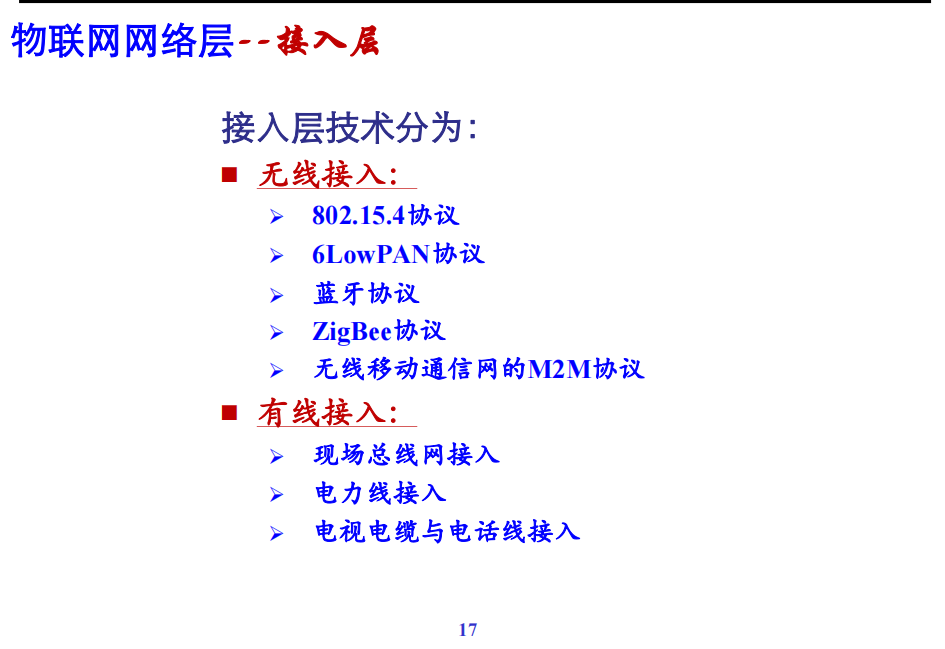 物联网网络层--接入层
接入层技术分为：
■ 无线接入：
➢ 802.15.4协议
➢ 6LowPAN协议
➢ 蓝牙协议
➢ ZigBee协议
➢ 无线移动通信网的M2M协议
■ 有线接入：
➢ 现场总线网接入
➢ 电力线接入
➢ 电视电缆与电话线接入
17